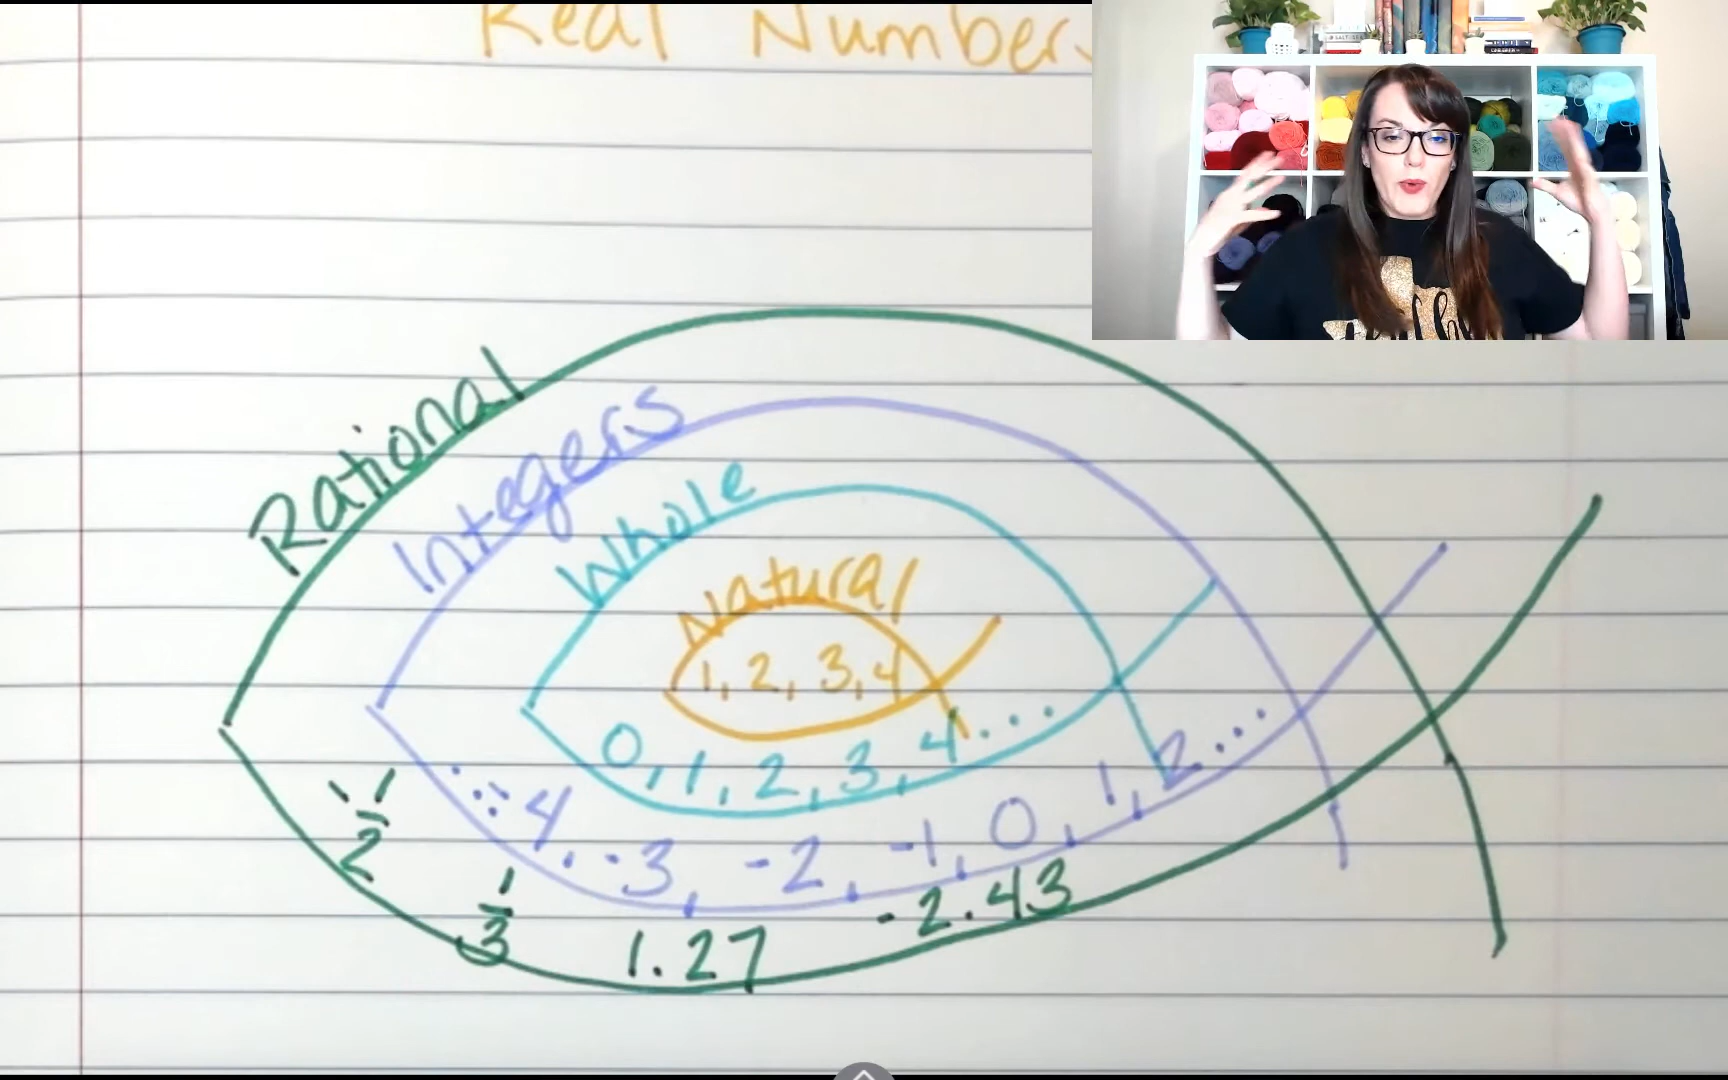 Real Numbers
Rational
Integers
Whole
Natural
1, 2, 3, 4
0, 1, 2, 3, 4....
...-4, -3, -2, -1, 0, 1, 2...
-1/2
1/3
1.27
-2.43